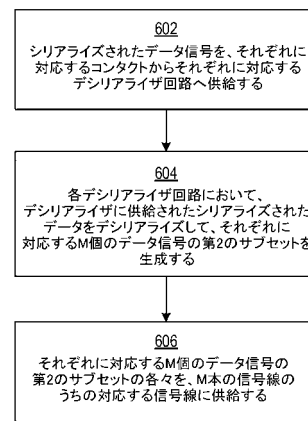 602
シリアライズされたデータ信号を、それぞれに
対応するコンタクトからそれぞれに対応する
デシリアライザ回路へ供給する
604
各デシリアライザ回路において、
デシリアライザに供給されたシリアライズされた
データをデシリアライズして、それぞれに
対応するM個のデータ信号の第2のサブセットを
生成する
606
それぞれに対応するM個のデータ信号の
第2のサブセットの各々を、M本の信号線の
うちの対応する信号線に供給する